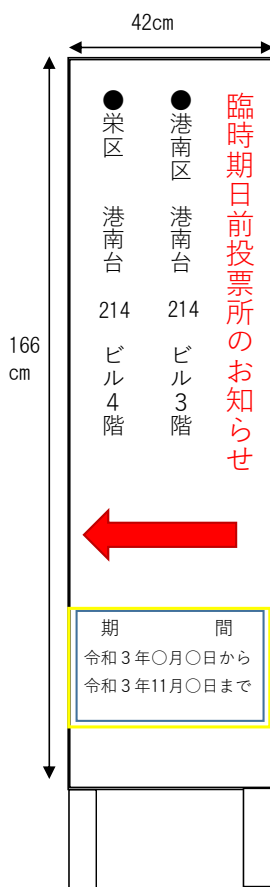 42cm
166
cm
臨時期日前投票所のお知らせ
●港南区　港南台　214　ビル3階
●栄区　港南台　214　ビル4階
期　間
令和3年○月○日から
令和3年11月○日まで